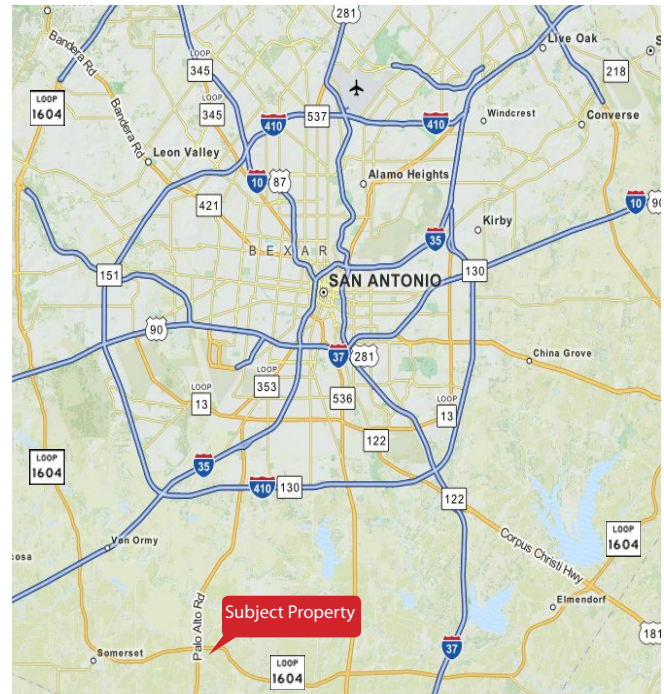 281
Bandera Rd
LOOP
345
Live Oak
S
218
LOOP
1604
345
537
410
410
Windcrest
Converse
Bandera Rd
Leon Valley
10
87
Alamo Heights
421
10
90
Kirby
35
BEXAR
151
130
SAN ANTONIO
90
37
281
China Grove
LOOP
13
LOOP
353
536
LOOP
13
122
LOOP
1604
35
410
130
122
Corpus Christi Hwy
LOOP
1604
cosa
Von Ormy
Palo Alto Rd
Subject Property
Elmendorf
181
Somerset
LOOP
1604
37